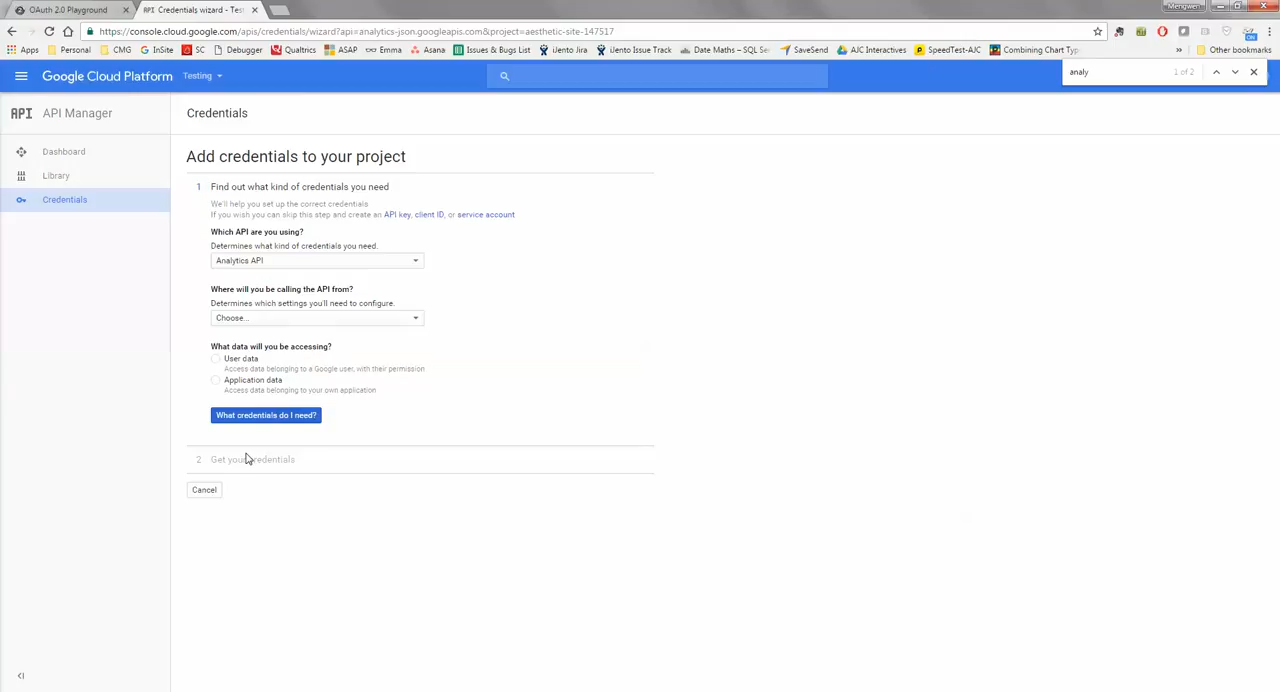 OAuth 2.0 Playground
API Credentials wizard - Tes
Mengwen
https://console.cloud.google.com/apis/credentials/wizard?api=analytics-json.googleapis.com&project=aesthetic-site-147517
Apps Personal CMG InSite SC Debugger Qualtrics ASAP Emma Asana Issues & Bugs List iJento Jira iJento Issue Track Date Maths – SQL Se SaveSend AJC Interactives SpeedTest-AJC Combining Chart Typ » Other bookmarks
Google Cloud Platform Testing
analy 1 of 2
API API Manager
Credentials
Dashboard
Library
Credentials
Add credentials to your project
1 Find out what kind of credentials you need
We'll help you set up the correct credentials
If you wish you can skip this step and create an API key, client ID, or service account
Which API are you using?
Determines what kind of credentials you need.
Analytics API
Where will you be calling the API from?
Determines which settings you'll need to configure.
Choose...
What data will you be accessing?
User data
Access data belonging to a Google user, with their permission
Application data
Access data belonging to your own application
What credentials do I need?
2 Get your credentials
Cancel